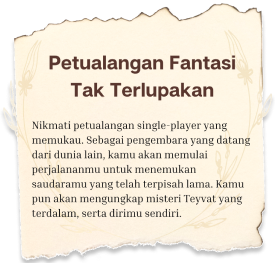 Petualangan Fantasi
Tak Terlupakan
Nikmati petualangan single-player yang
memukau. Sebagai pengembara yang datang
dari dunia lain, kamu akan memulai
perjalananmu untuk menemukan
saudaramu yang telah terpisah lama. Kamu
pun akan mengungkap misteri Teyvat yang
terdalam, serta dirimu sendiri.